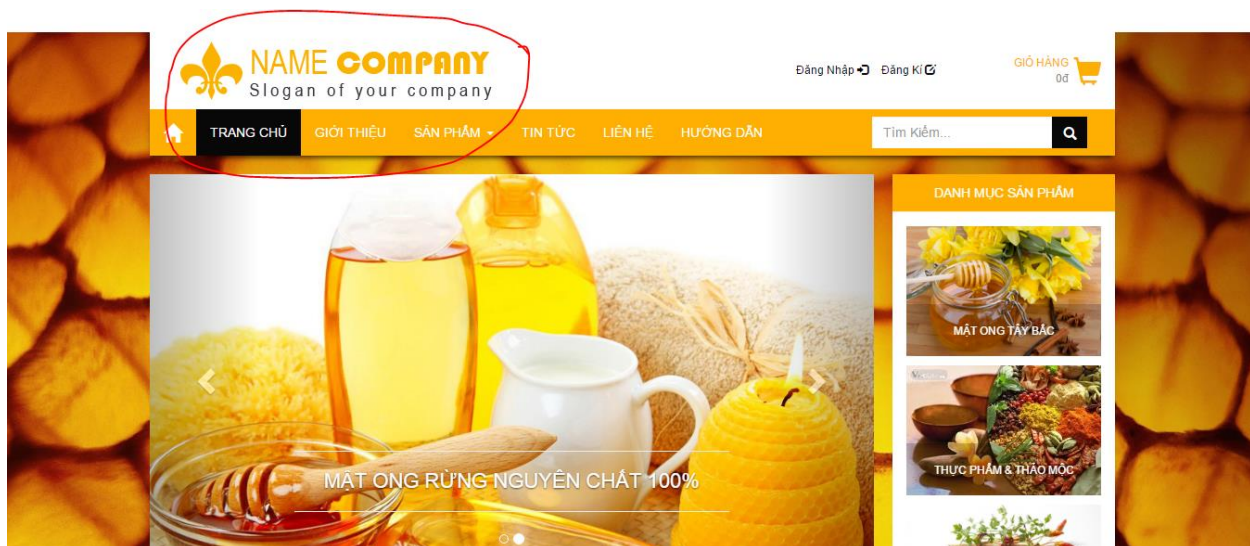 NAME COMPANY
Slogan of your company
Đăng Nhập
Đăng Kí
GIỎ HÀNG
0đ
TRANG CHỦ
GIỚI THIỆU
SẢN PHẨM
TIN TỨC
LIÊN HỆ
HƯỚNG DẪN
Tìm Kiếm...
MẬT ONG RỪNG NGUYÊN CHẤT 100%
DANH MỤC SẢN PHẨM
MẬT ONG TÂY BẮC
THỰC PHẨM & THẢO MỘC